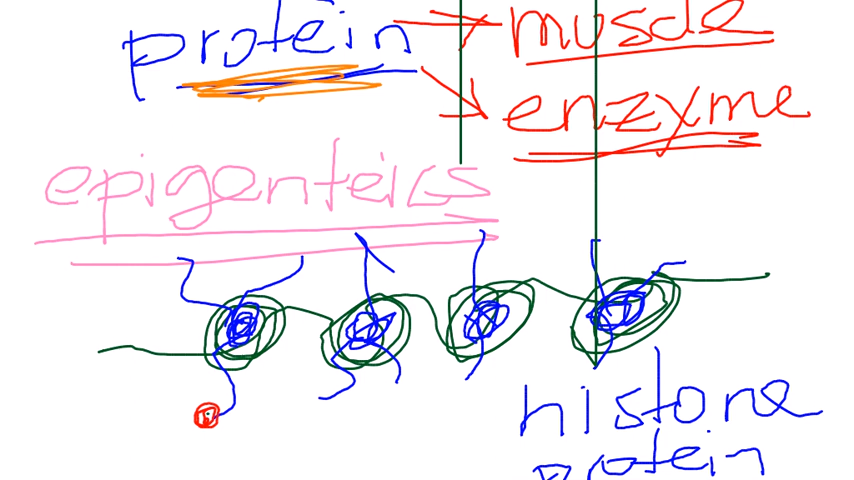 protein → muscle
enzyme
epigenteics
histone
protein